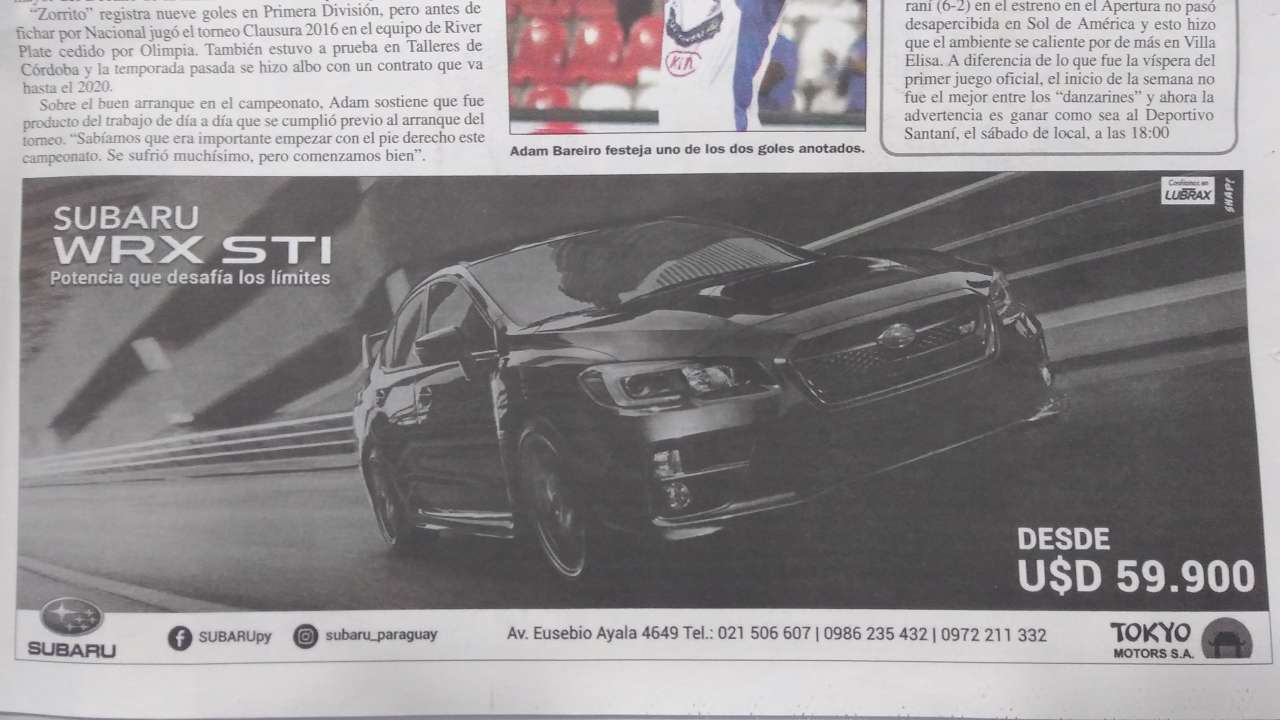 “Zorrito” registra nueve goles en Primera División, pero antes de
fichar por Nacional jugó el torneo Clausura 2016 en el equipo de River
Plate cedido por Olimpia. También estuvo a prueba en Talleres de
Córdoba y la temporada pasada se hizo albo con un contrato que va
hasta el 2020.
Sobre el buen arranque en el campeonato, Adam sostiene que fue
producto del trabajo de día a día que se cumplió previo al arranque del
torneo. “Sabíamos que era importante empezar con el pie derecho este
campeonato. Se sufrió muchísimo, pero comenzamos bien”.
KIA
Adam Bareiro festeja uno de los dos goles anotados.
raní (6-2) en el estreno en el Apertura no pasó
desapercibida en Sol de América y esto hizo
que el ambiente se caliente por de más en Villa
Elisa. A diferencia de lo que fue la víspera del
primer juego oficial, el inicio de la semana no
fue el mejor entre los “danzarines” y ahora la
advertencia es ganar como sea al Deportivo
Santaní, el sábado de local, a las 18:00
SUBARU
WRX STI
Potencia que desafía los límites
Confiamos en
LUBRAX
SHAP!
DESDE
U$D 59.900
SUBARU
SUBARUpy
subaru_paraguay
Av. Eusebio Ayala 4649 Tel.: 021 506 607 | 0986 235 432 | 0972 211 332
TOKYO
MOTORS S.A.